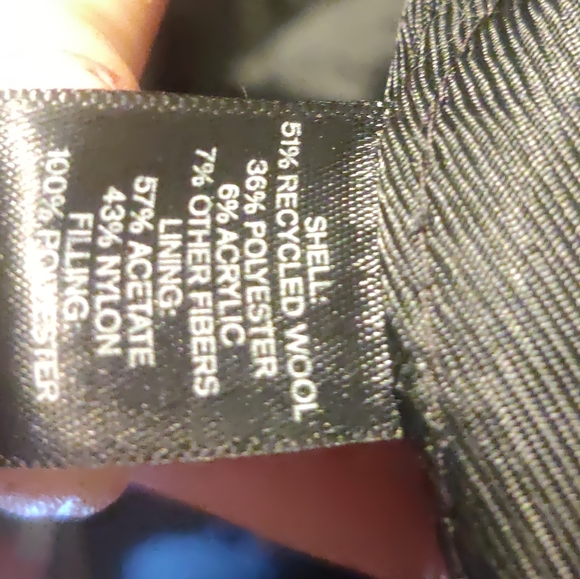 SHELL:
51% RECYCLED WOOL
36% POLYESTER
6% ACRYLIC
7% OTHER FIBERS
LINING:
57% ACETATE
43% NYLON
FILLING:
100% POLYESTER